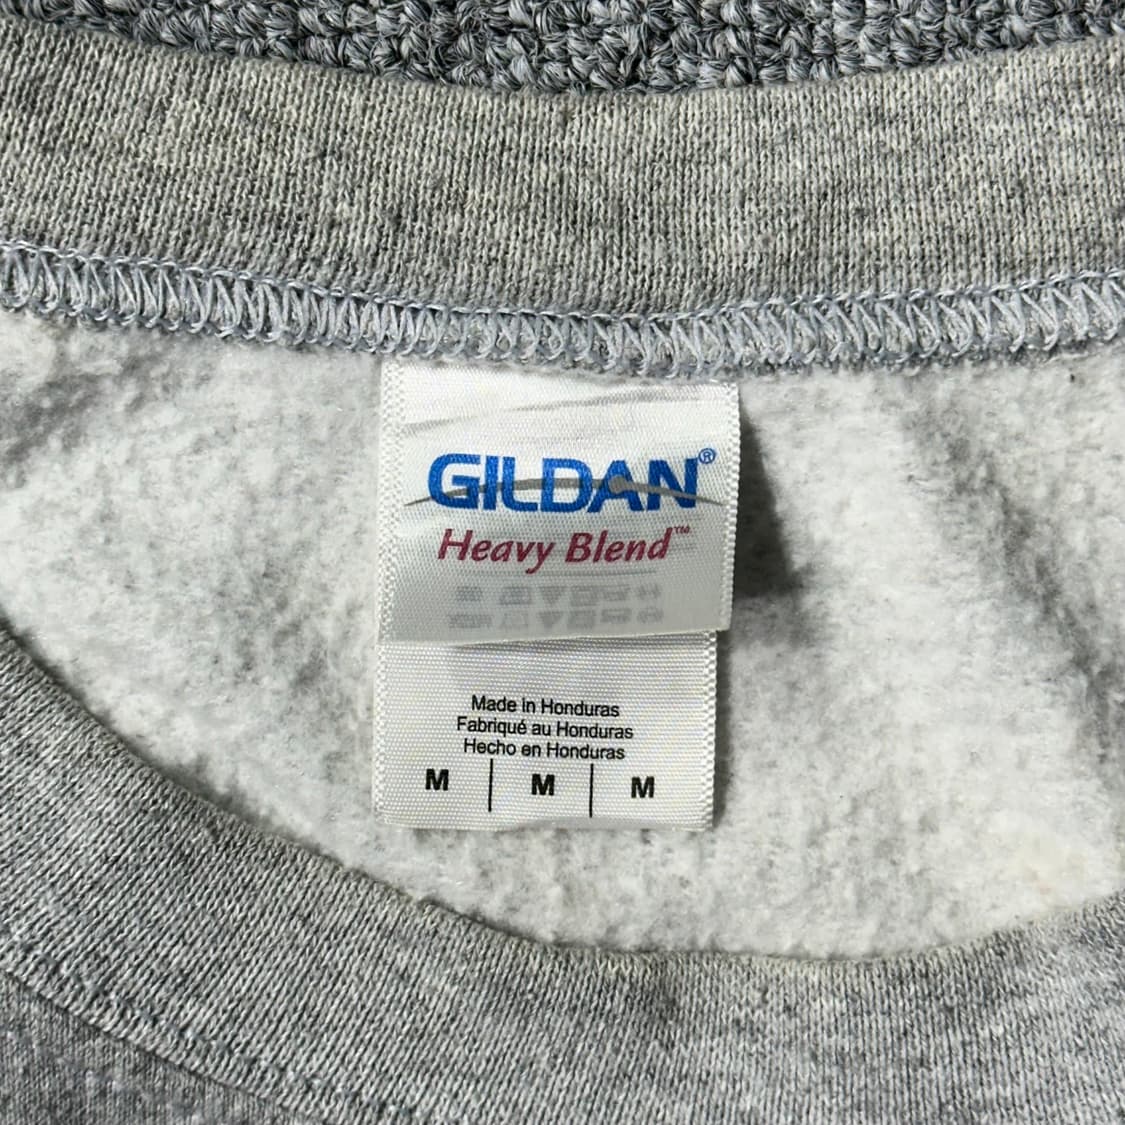 GILDAN®
Heavy Blend™
Made in Honduras
Fabriqué au Honduras
Hecho en Honduras
M | M | M